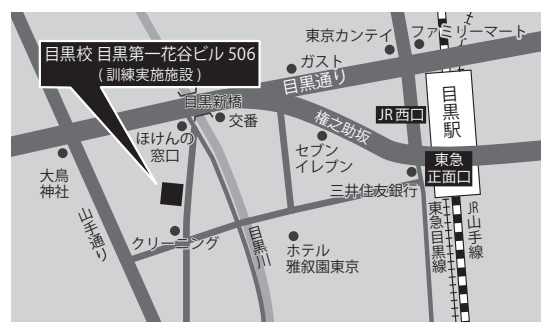 東京カンテイ
ファミリーマート
目黒校 目黒第一花谷ビル 506
(訓練実施施設)
ガスト
目黒通り
目黒新橋
交番
ほけんの
窓口
権之助坂
JR西口
目黒駅
セブン
イレブン
東急
正面口
大鳥
神社
三井住友銀行
山手通り
クリーニング
目黒川
ホテル
雅叙園東京
東急目黒線
JR山手線